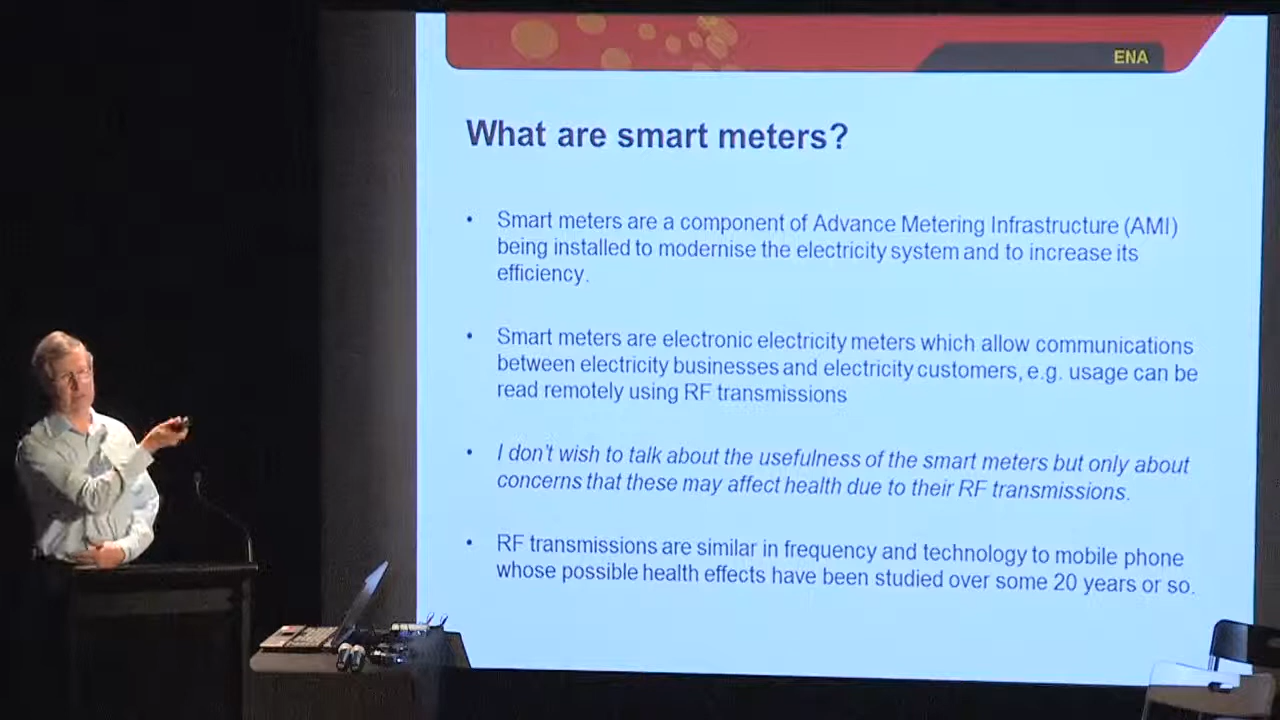 ENA
What are smart meters?
• Smart meters are a component of Advance Metering Infrastructure (AMI)
being installed to modernise the electricity system and to increase its
efficiency.
• Smart meters are electronic electricity meters which allow communications
between electricity businesses and electricity customers, e.g. usage can be
read remotely using RF transmissions
• I don't wish to talk about the usefulness of the smart meters but only about
concerns that these may affect health due to their RF transmissions.
• RF transmissions are similar in frequency and technology to mobile phone
whose possible health effects have been studied over some 20 years or so.